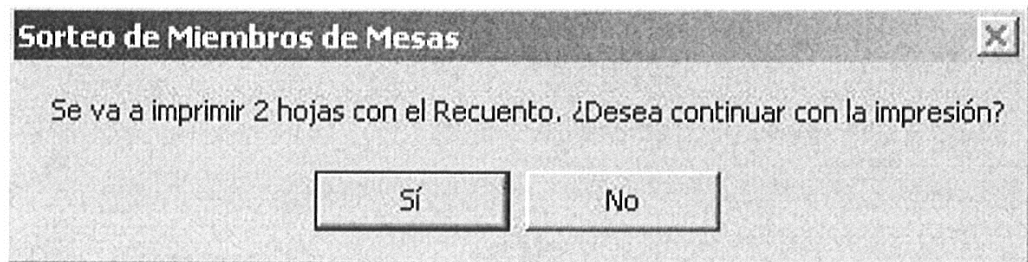 Sorteo de Miembros de Mesas
Se va a imprimir 2 hojas con el Recuento. ¿Desea continuar con la impresión?
Sí
No